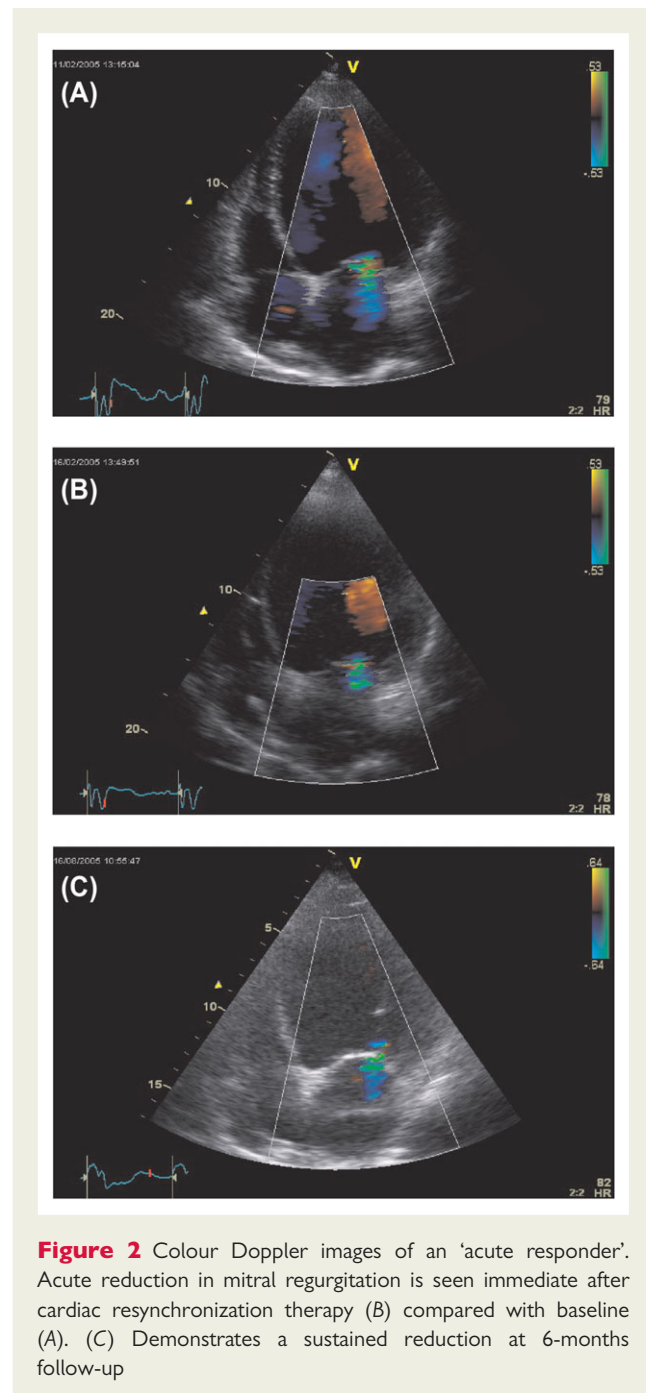 11/02/2005 13:15:04
V
.53
(A)
-.53
10
20
79
2:2 HR
16/02/2005 13:49:51
V
.53
(B)
-.53
10
20
78
2:2 HR
16/08/2005 10:55:47
V
.64
(C)
-.64
5
10
15
82
2:2 HR
Figure 2 Colour Doppler images of an ‘acute responder’.
Acute reduction in mitral regurgitation is seen immediate after
cardiac resynchronization therapy (B) compared with baseline
(A). (C) Demonstrates a sustained reduction at 6-months
follow-up